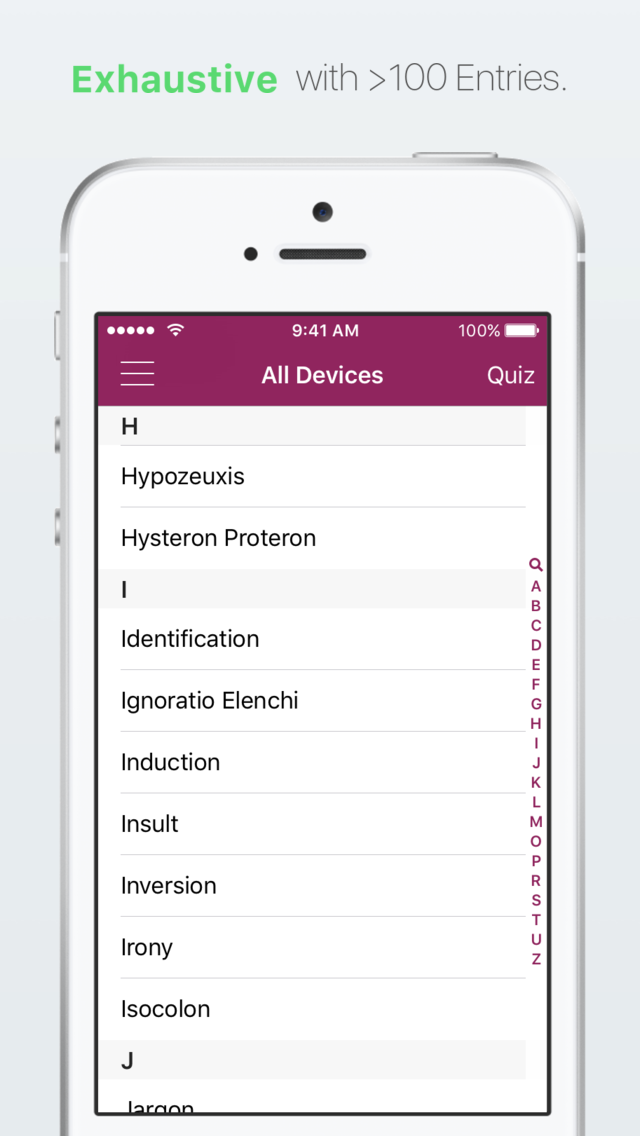 Exhaustive with >100 Entries.
9:41 AM 100%
All Devices Quiz
H
Hypozeuxis
Hysteron Proteron
I
Identification
Ignoratio Elenchi
Induction
Insult
Inversion
Irony
Isocolon
J
Jargon
A
B
C
D
E
F
G
H
I
J
K
L
M
O
P
R
S
T
U
Z